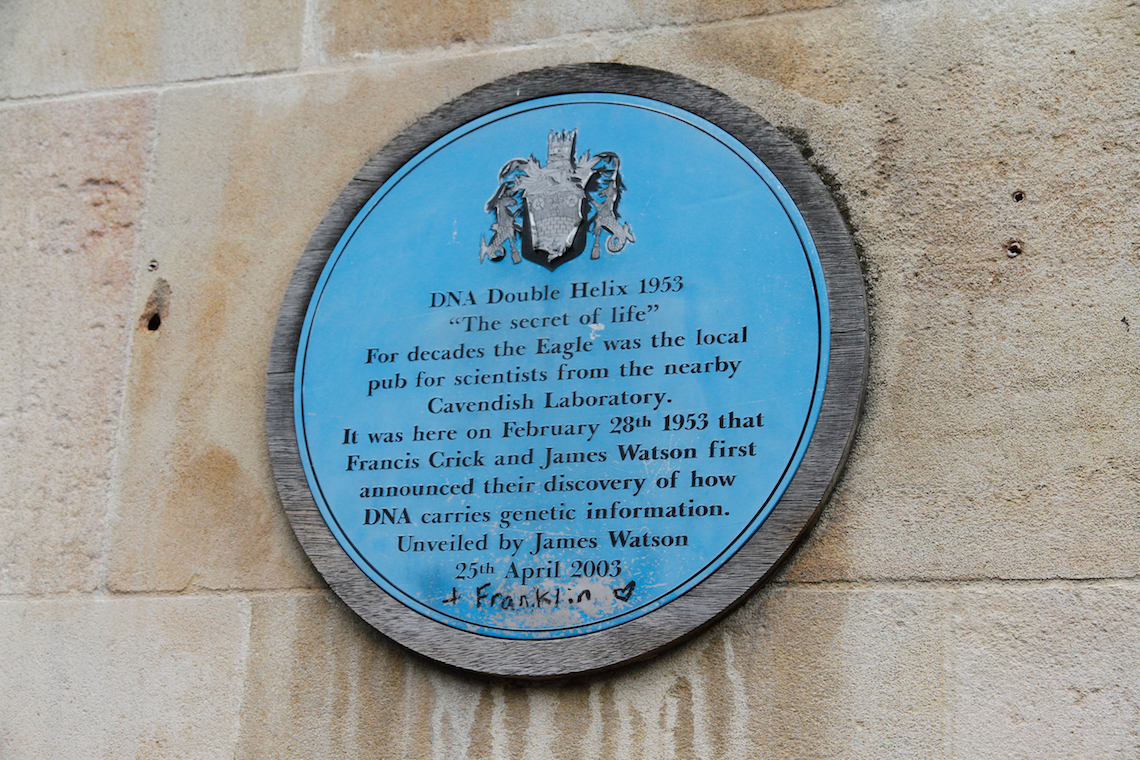 DNA Double Helix 1953
“The secret of life”
For decades the Eagle was the local
pub for scientists from the nearby
Cavendish Laboratory.
It was here on February 28th 1953 that
Francis Crick and James Watson first
announced their discovery of how
DNA carries genetic information.
Unveiled by James Watson
25th April 2003
+ Franklin ♡